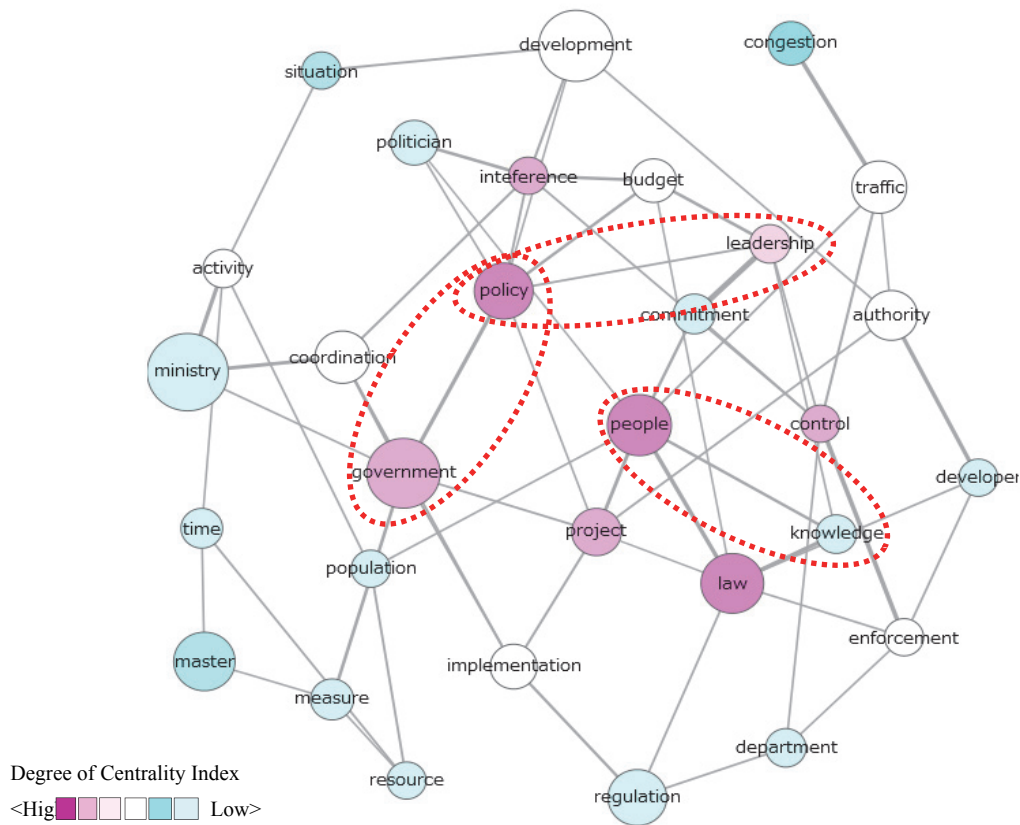 development
congestion
situation
politician
inteference
budget
traffic
leadership
activity
policy
commitment
authority
coordination
ministry
people
control
government
developer
time
project
knowledge
population
law
enforcement
master
implementation
measure
department
resource
regulation
Degree of Centrality Index
<Hig Low>